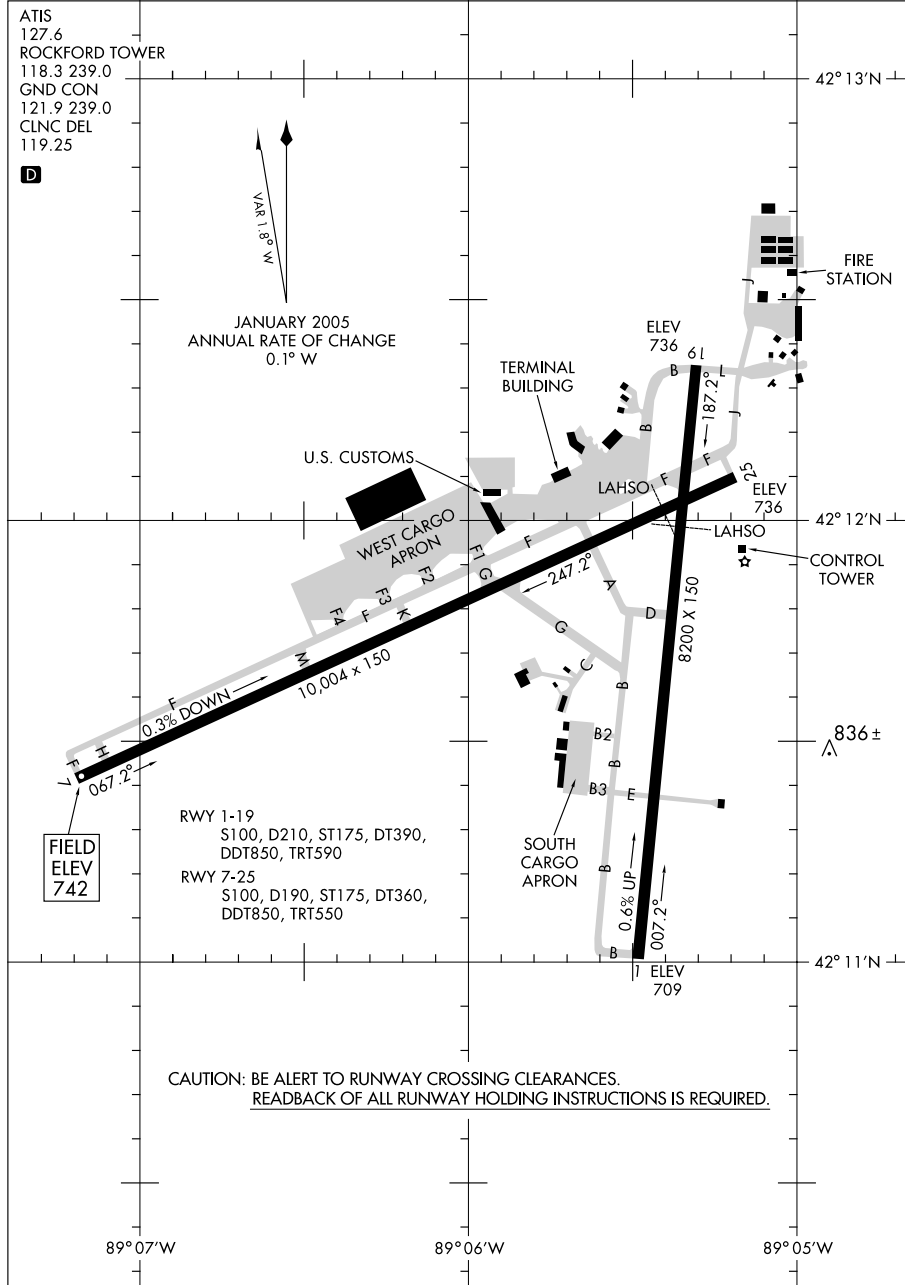 ATIS
127.6
ROCKFORD TOWER
118.3 239.0
GND CON
121.9 239.0
CLNC DEL
119.25
D
42°13'N
VAR 1.8° W
JANUARY 2005
ANNUAL RATE OF CHANGE
0.1° W
FIRE
STATION
J
ELEV
736
19
B
L
187.2°
J
B
TERMINAL
BUILDING
U.S. CUSTOMS
F
F
25
ELEV
736
LAHSO
LAHSO
42°12'N
WEST CARGO
APRON
CONTROL
TOWER
F
F1
G
247.2°
A
F2
F3
K
F
F4
D
8200 X 150
G
C
B
M
10,004 x 150
F
0.3% DOWN
H
F
7
067.2°
B2
B
836 ±
B3
E
FIELD
ELEV
742
RWY 1-19
S100, D210, ST175, DT390,
DDT850, TRT590
RWY 7-25
S100, D190, ST175, DT360,
DDT850, TRT550
SOUTH
CARGO
APRON
B
0.6% UP
007.2°
B
1
ELEV
709
42°11'N
CAUTION: BE ALERT TO RUNWAY CROSSING CLEARANCES.
READBACK OF ALL RUNWAY HOLDING INSTRUCTIONS IS REQUIRED.
89°07'W
89°06'W
89°05'W